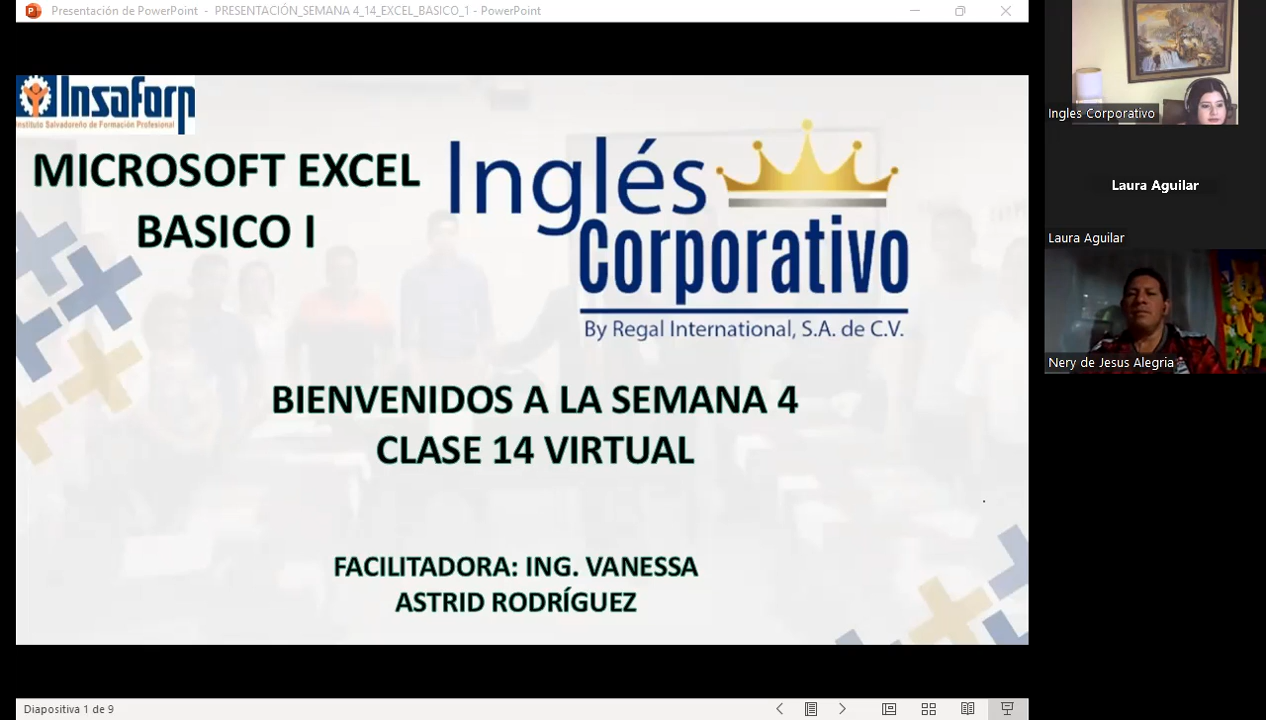 Presentación de PowerPoint - PRESENTACIÓN_SEMANA 4_14_EXCEL_BASICO_1 - PowerPoint
Insaforp
Instituto Salvadoreño de Formación Profesional
MICROSOFT EXCEL
BASICO I
Inglés
Corporativo
By Regal International, S.A. de C.V.
BIENVENIDOS A LA SEMANA 4
CLASE 14 VIRTUAL
FACILITADORA: ING. VANESSA
ASTRID RODRÍGUEZ
Diapositiva 1 de 9
Ingles Corporativo
Laura Aguilar
Laura Aguilar
Nery de Jesus Alegria